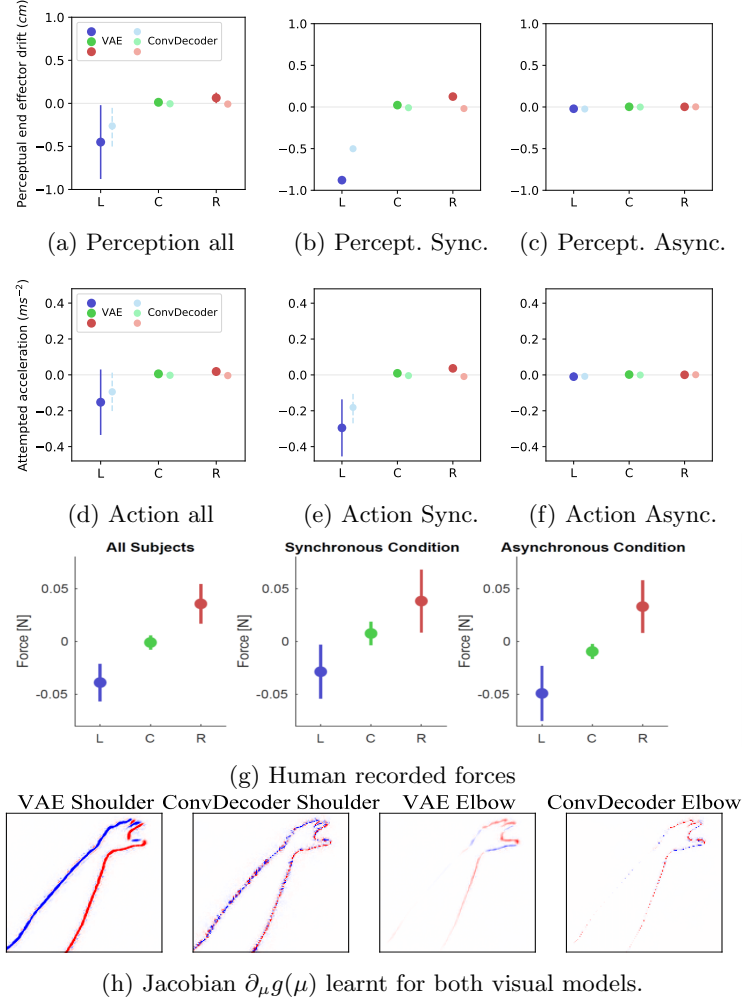 Perceptual end effector drift (cm)
1.0
0.5
0.0
−0.5
−1.0
VAE ConvDecoder
L C R
1.0
0.5
0.0
−0.5
−1.0
L C R
1.0
0.5
0.0
−0.5
−1.0
L C R
(a) Perception all
(b) Percept. Sync.
(c) Percept. Async.
Attempted acceleration (ms⁻²)
0.4
0.2
0.0
−0.2
−0.4
VAE ConvDecoder
L C R
0.4
0.2
0.0
−0.2
−0.4
L C R
0.4
0.2
0.0
−0.2
−0.4
L C R
(d) Action all
(e) Action Sync.
(f) Action Async.
All Subjects
Force [N]
0.05
0
-0.05
L C R
Synchronous Condition
Force [N]
0.05
0
-0.05
L C R
Asynchronous Condition
Force [N]
0.05
0
-0.05
L C R
(g) Human recorded forces
VAE Shoulder ConvDecoder Shoulder VAE Elbow ConvDecoder Elbow
(h) Jacobian ∂μg(μ) learnt for both visual models.